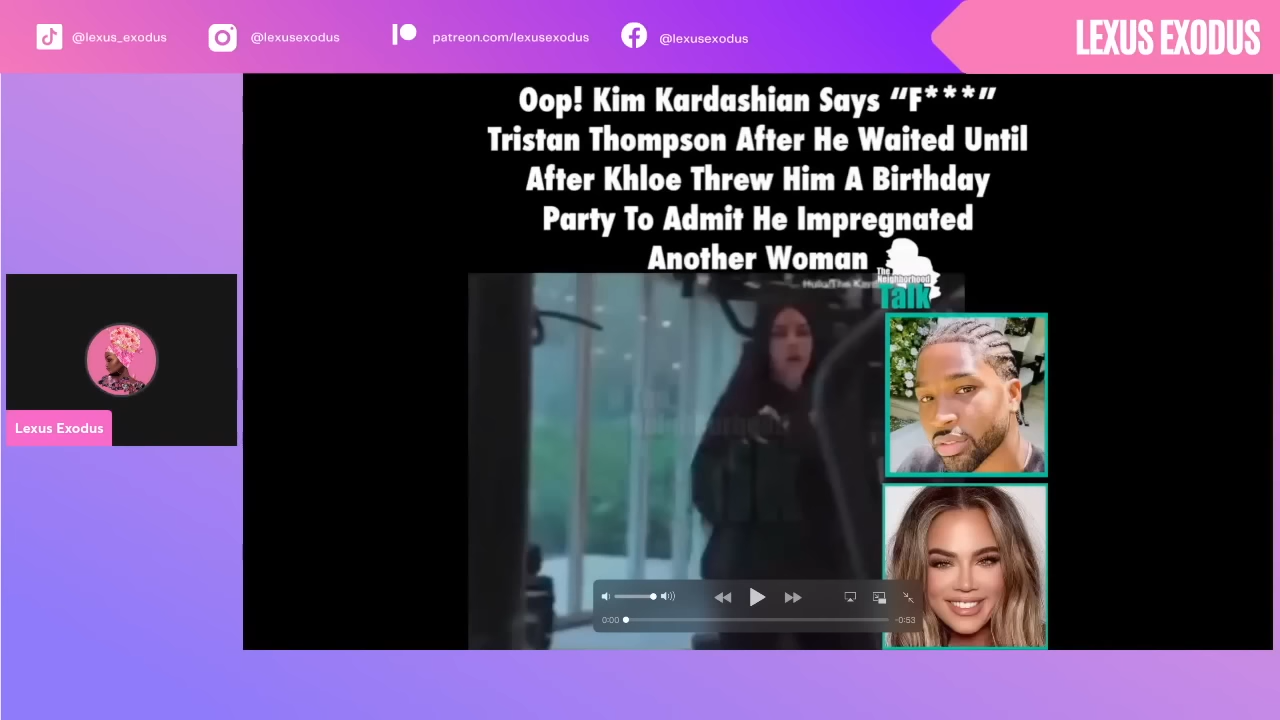 @lexus_exodus
@lexusexodus
patreon.com/lexusexodus
@lexusexodus
LEXUS EXODUS
Oop! Kim Kardashian Says “F***”
Tristan Thompson After He Waited Until
After Khloe Threw Him A Birthday
Party To Admit He Impregnated
Another Woman
The
Neighborhood
Talk
Hulu/The
Lexus Exodus
0:00
-0:53